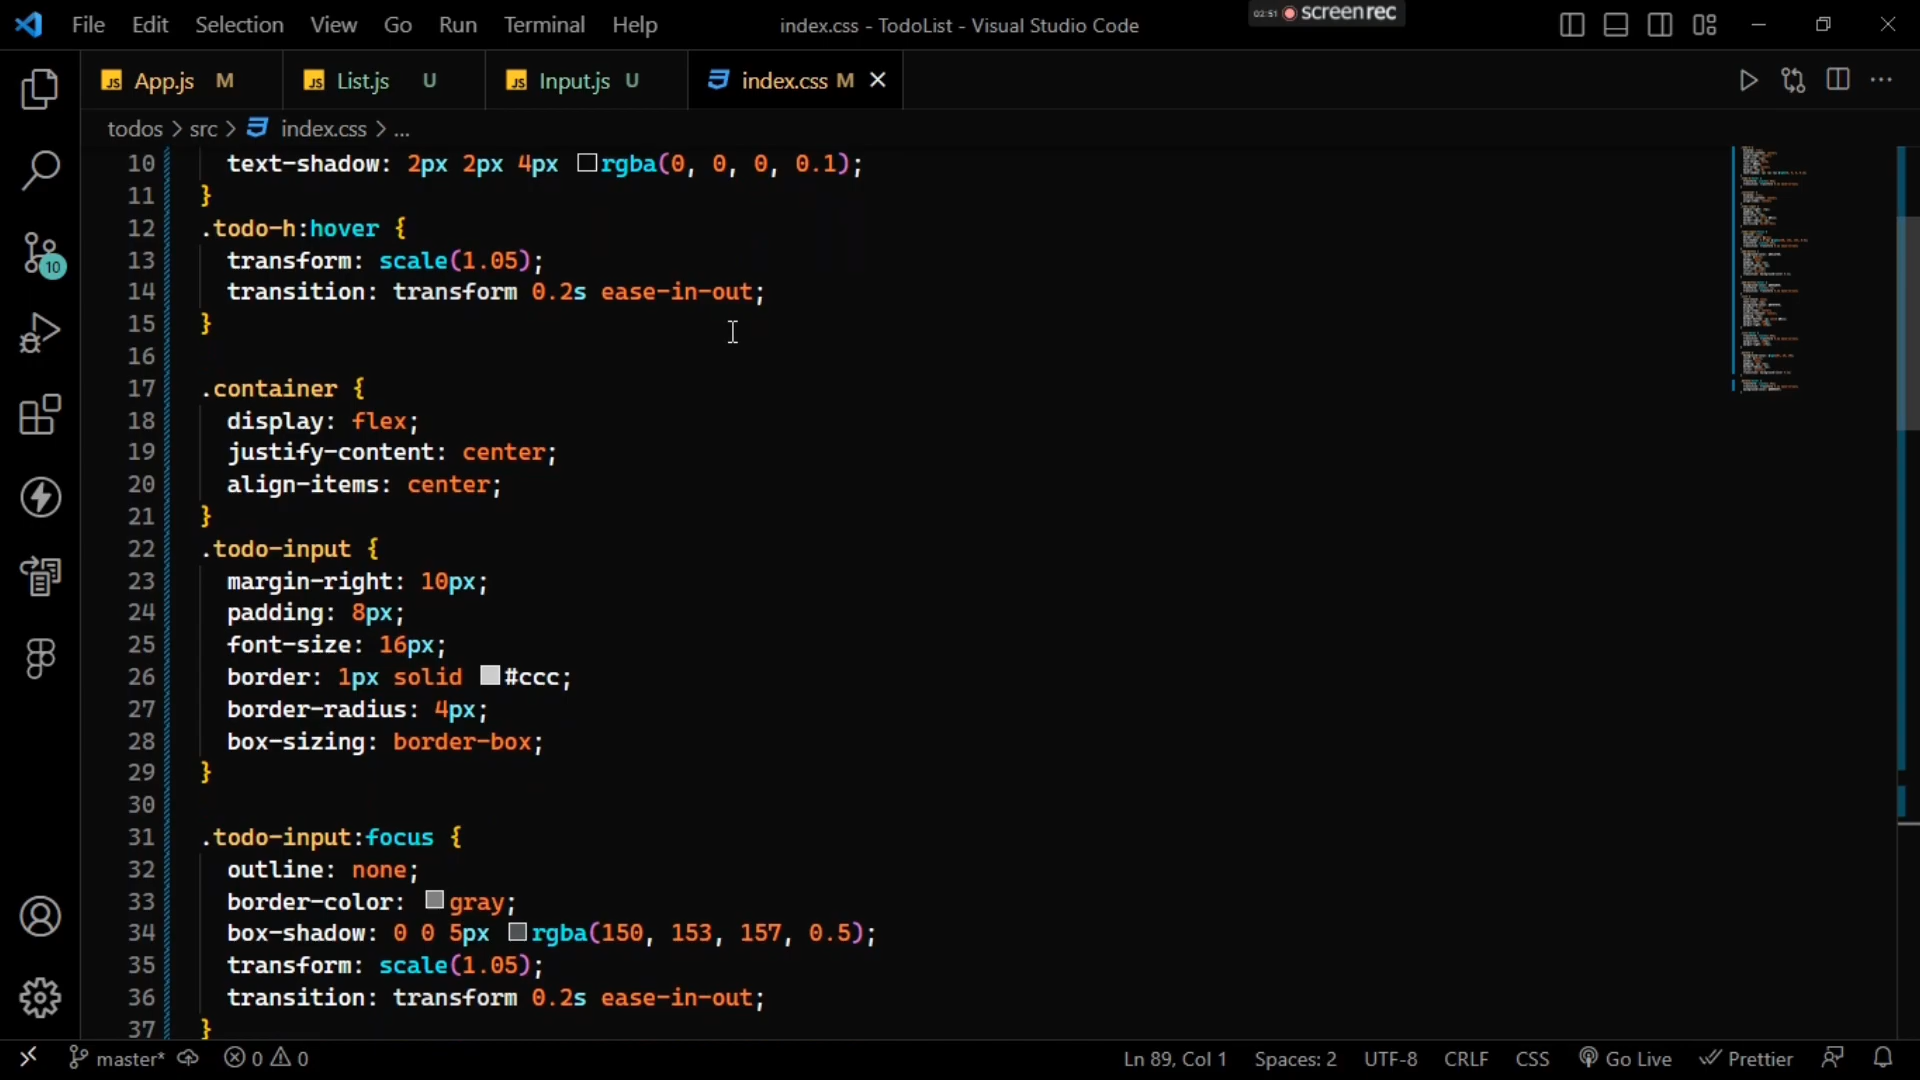 File Edit Selection View Go Run Terminal Help
index.css - TodoList - Visual Studio Code
02:51 screenrec
JS App.js M
JS List.js U
JS Input.js U
index.css M
todos > src > index.css > ...
10 text-shadow: 2px 2px 4px rgba(0, 0, 0, 0.1);
11 }
12 .todo-h:hover {
13 transform: scale(1.05);
14 transition: transform 0.2s ease-in-out;
15 }
16
17 .container {
18 display: flex;
19 justify-content: center;
20 align-items: center;
21 }
22 .todo-input {
23 margin-right: 10px;
24 padding: 8px;
25 font-size: 16px;
26 border: 1px solid #ccc;
27 border-radius: 4px;
28 box-sizing: border-box;
29 }
30
31 .todo-input:focus {
32 outline: none;
33 border-color: gray;
34 box-shadow: 0 0 5px rgba(150, 153, 157, 0.5);
35 transform: scale(1.05);
36 transition: transform 0.2s ease-in-out;
37 }
10
master* 0 0 Ln 89, Col 1 Spaces: 2 UTF-8 CRLF CSS Go Live Prettier